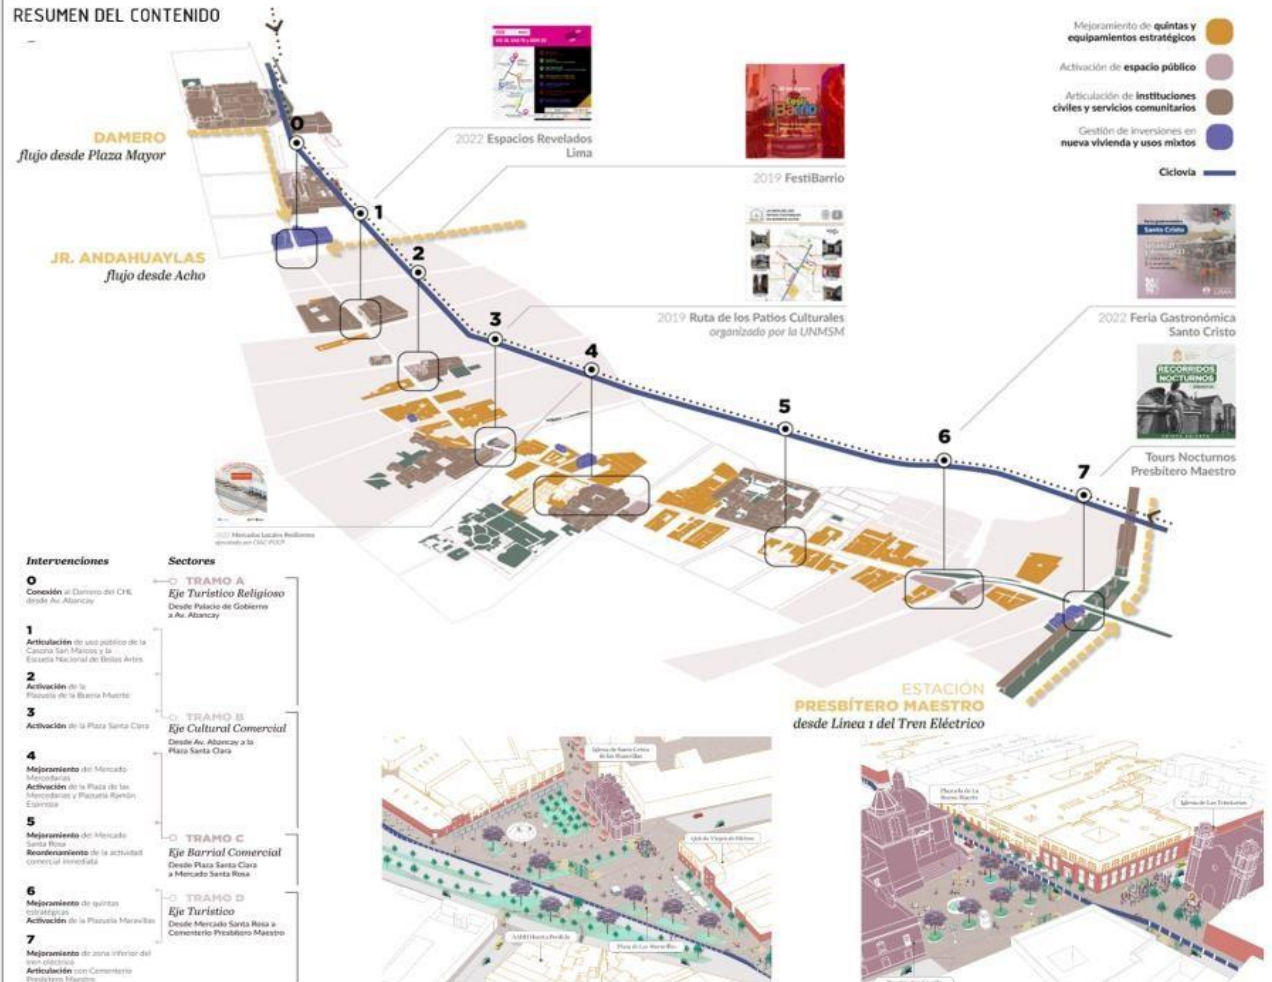 RESUMEN DEL CONTENIDO
Mejoramiento de quintas y
equipamientos estratégicos
Activación de espacio público
Articulación de instituciones
civiles y servicios comunitarios
Gestión de inversiones en
nueva vivienda y usos mixtos
Ciclovía
DAMERO
flujo desde Plaza Mayor
JR. ANDAHUAYLAS
flujo desde Acho
0
1
2
3
4
5
6
7
2022 Espacios Revelados
Lima
2019 FestiBarrio
2019 Ruta de los Patios Culturales
organizado por la UNMSM
Santo Cristo
2022 Feria Gastronómica
Santo Cristo
RECORRIDOS
NOCTURNOS
Tours Nocturnos
Presbítero Maestro
Mercados Locales Resilientes
ESTACIÓN
PRESBÍTERO MAESTRO
desde Línea 1 del Tren Eléctrico
Intervenciones
0
Conexión al Damero del CHL
desde Av. Abancay
1
Articulación de uso público de la
Casona San Marcos y la
Escuela Nacional de Bellas Artes
2
Activación de la
Plazuela de la Buena Muerte
3
Activación de la Plaza Santa Clara
4
Mejoramiento del Mercado
Mercedarias
Activación de la Plaza de las
Mercedarias y Plazuela Ramón
Espinoza
5
Mejoramiento del Mercado
Santa Rosa
Reordenamiento de la actividad
comercial inmediata
6
Mejoramiento de quintas
estratégicas
Activación de la Plazuela Maravillas
7
Mejoramiento de zona inferior del
tren eléctrico
Articulación con Cementerio
Presbítero Maestro
Sectores
TRAMO A
Eje Turístico Religioso
Desde Palacio de Gobierno
a Av. Abancay
TRAMO B
Eje Cultural Comercial
Desde Av. Abancay a la
Plaza Santa Clara
TRAMO C
Eje Barrial Comercial
Desde Plaza Santa Clara
a Mercado Santa Rosa
TRAMO D
Eje Turístico
Desde Mercado Santa Rosa a
Cementerio Presbítero Maestro
Iglesia de Santo Cristo
de las Maravillas
Plaza de Las Maravillas
Plazuela de La
Buena Muerte
Iglesia de Las Trinitarias